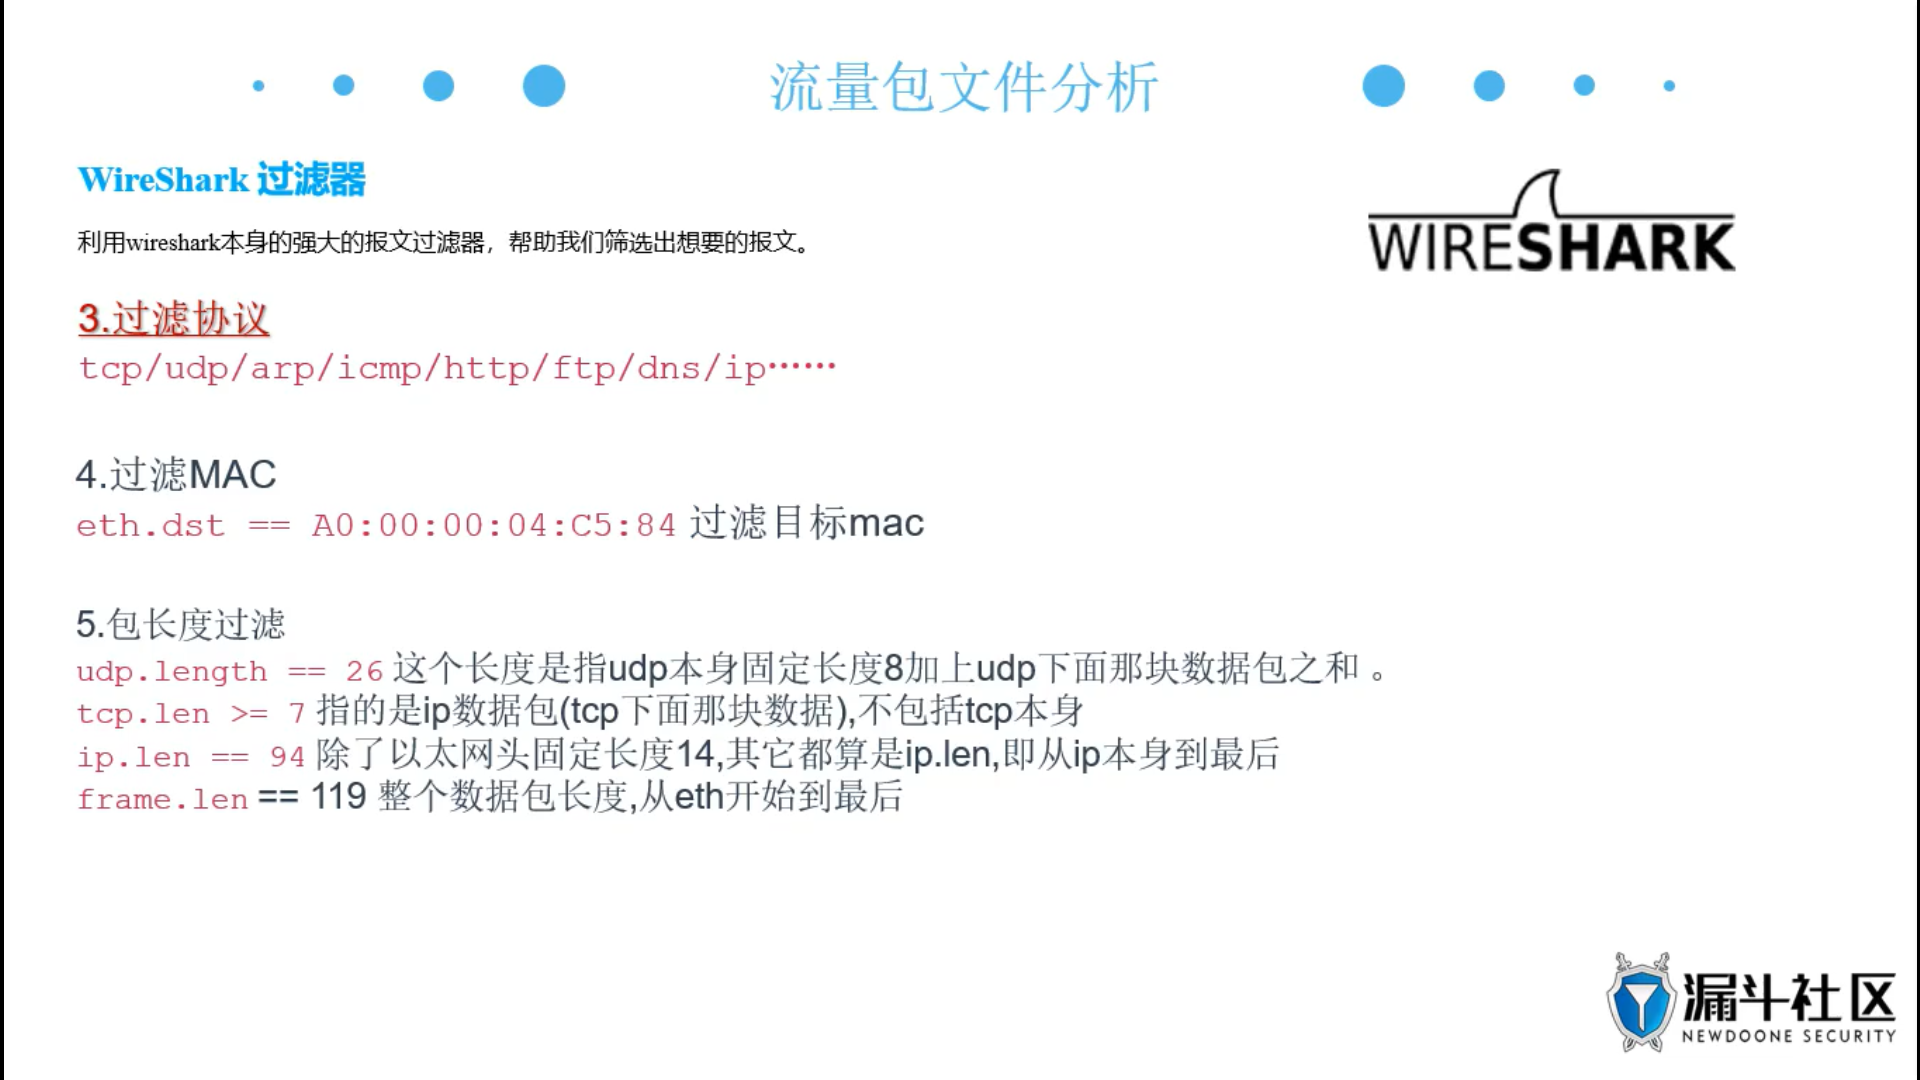 流量包文件分析
WireShark 过滤器
利用wireshark本身的强大的报文过滤器，帮助我们筛选出想要的报文。
WIRESHARK
3.过滤协议
tcp/udp/arp/icmp/http/ftp/dns/ip……
4.过滤MAC
eth.dst == A0:00:00:04:C5:84 过滤目标mac
5.包长度过滤
udp.length == 26 这个长度是指udp本身固定长度8加上udp下面那块数据包之和 。
tcp.len >= 7 指的是ip数据包(tcp下面那块数据),不包括tcp本身
ip.len == 94 除了以太网头固定长度14,其它都算是ip.len,即从ip本身到最后
frame.len == 119 整个数据包长度,从eth开始到最后
漏斗社区
NEWDOONE SECURITY